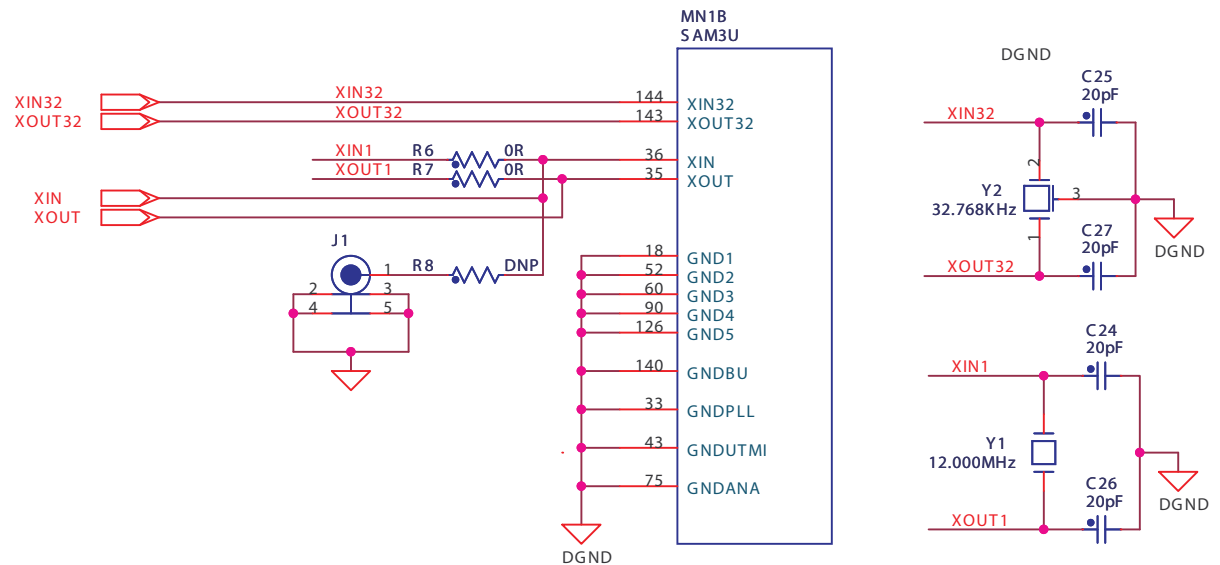 MN1B
SAM3U
XIN32
XIN32
144
XIN32
XOUT32
XOUT32
143
XOUT32
XIN1
R6
0R
36
XIN
XOUT1
R7
0R
35
XOUT
XIN
XOUT
J1
1
R8
DNP
2
3
4
5
18
GND1
52
GND2
60
GND3
90
GND4
126
GND5
140
GNDBU
33
GNDPLL
43
GNDUTMI
75
GNDANA
DGND
DGND
C25
20pF
XIN32
2
Y2
3
32.768KHz
1
C27
20pF
DGND
XOUT32
C24
20pF
XIN1
Y1
12.000MHz
C26
20pF
DGND
XOUT1